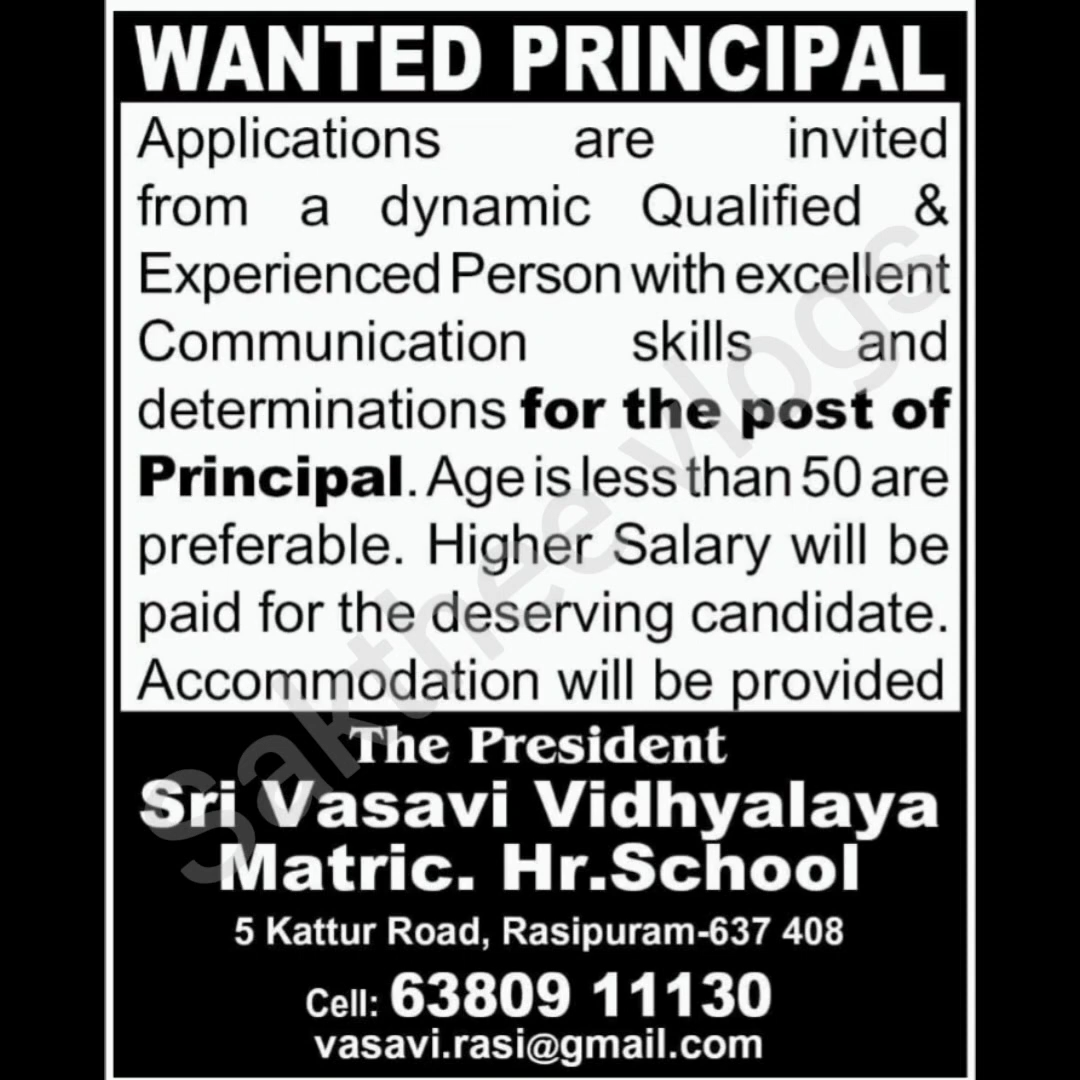 WANTED PRINCIPAL
Applications are invited
from a dynamic Qualified &
Experienced Person with excellent
Communication skills and
determinations for the post of
Principal. Age is less than 50 are
preferable. Higher Salary will be
paid for the deserving candidate.
Accommodation will be provided
The President
Sri Vasavi Vidhyalaya
Matric. Hr.School
5 Kattur Road, Rasipuram-637 408
Cell: 63809 11130
vasavi.rasi@gmail.com
Sakthee vlogs